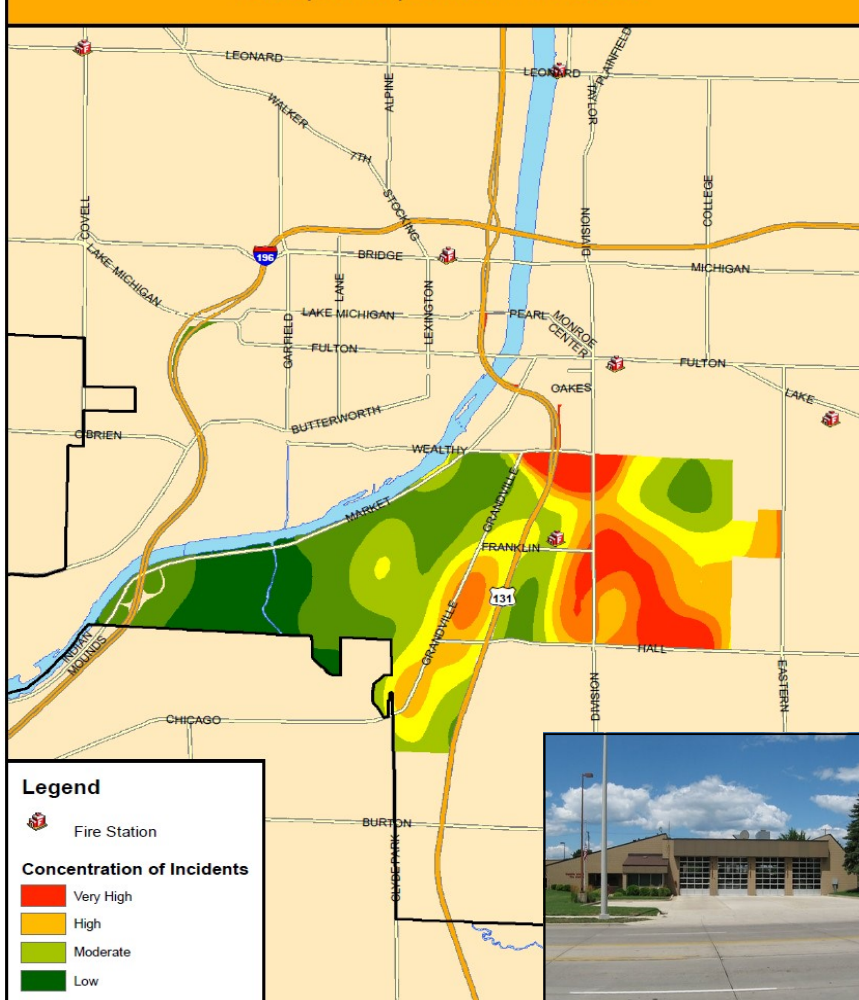 LEONARD
LEONARD
PLAINFIELD
TAYLOR
ALPINE
WALKER
7TH
STOCKING
COVELL
COLLEGE
DIVISION
196
BRIDGE
MICHIGAN
LAKE MICHIGAN
LANE
LAKE MICHIGAN
LEXINGTON
PEARL
MONROE
CENTER
GARFIELD
FULTON
FULTON
OAKES
LAKE
BUTTERWORTH
O'BRIEN
WEALTHY
GRANDVILLE
MARKET
FRANKLIN
131
GRANDVILLE
HALL
INDIAN
MOUNDS
EASTERN
DIVISION
CHICAGO
BURTON
CLYDE PARK
Legend
Fire Station
Concentration of Incidents
Very High
High
Moderate
Low